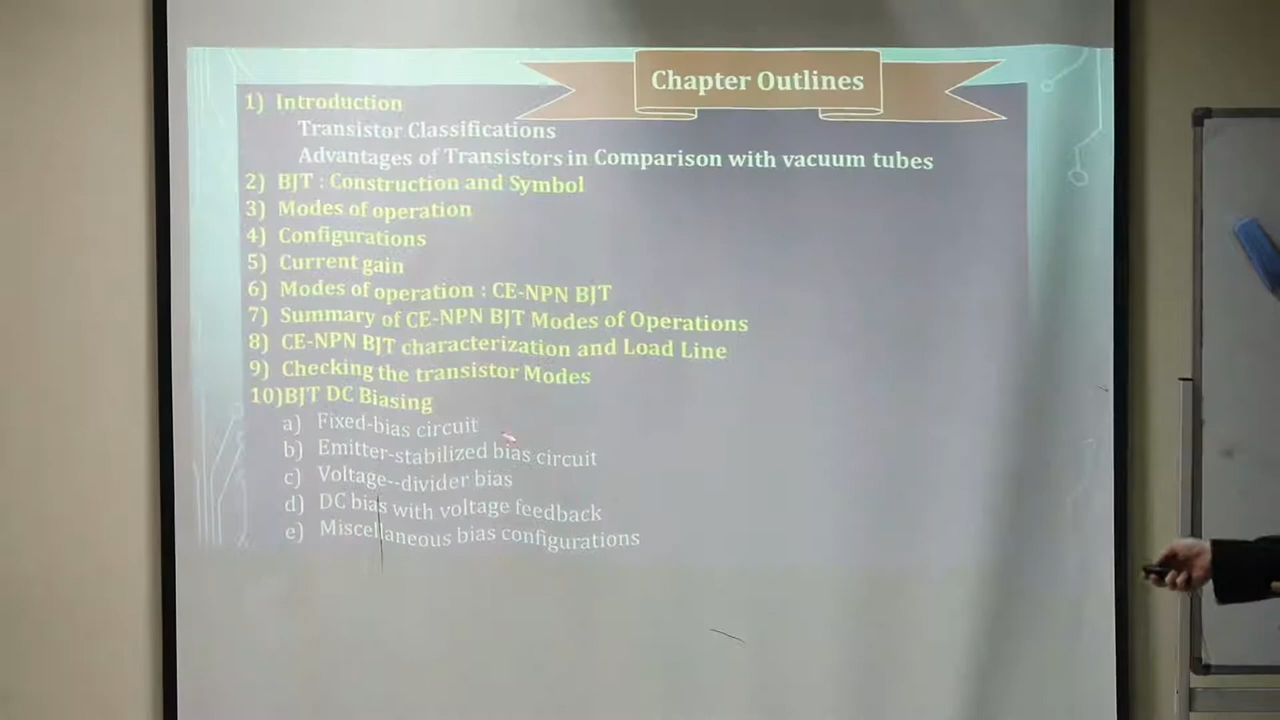 Chapter Outlines
1) Introduction
Transistor Classifications
Advantages of Transistors in Comparison with vacuum tubes
2) BJT : Construction and Symbol
3) Modes of operation
4) Configurations
5) Current gain
6) Modes of operation : CE-NPN BJT
7) Summary of CE-NPN BJT Modes of Operations
8) CE-NPN BJT characterization and Load Line
9) Checking the transistor Modes
10)BJT DC Biasing
a) Fixed-bias circuit
b) Emitter-stabilized bias circuit
c) Voltage--divider bias
d) DC bias with voltage feedback
e) Miscellaneous bias configurations